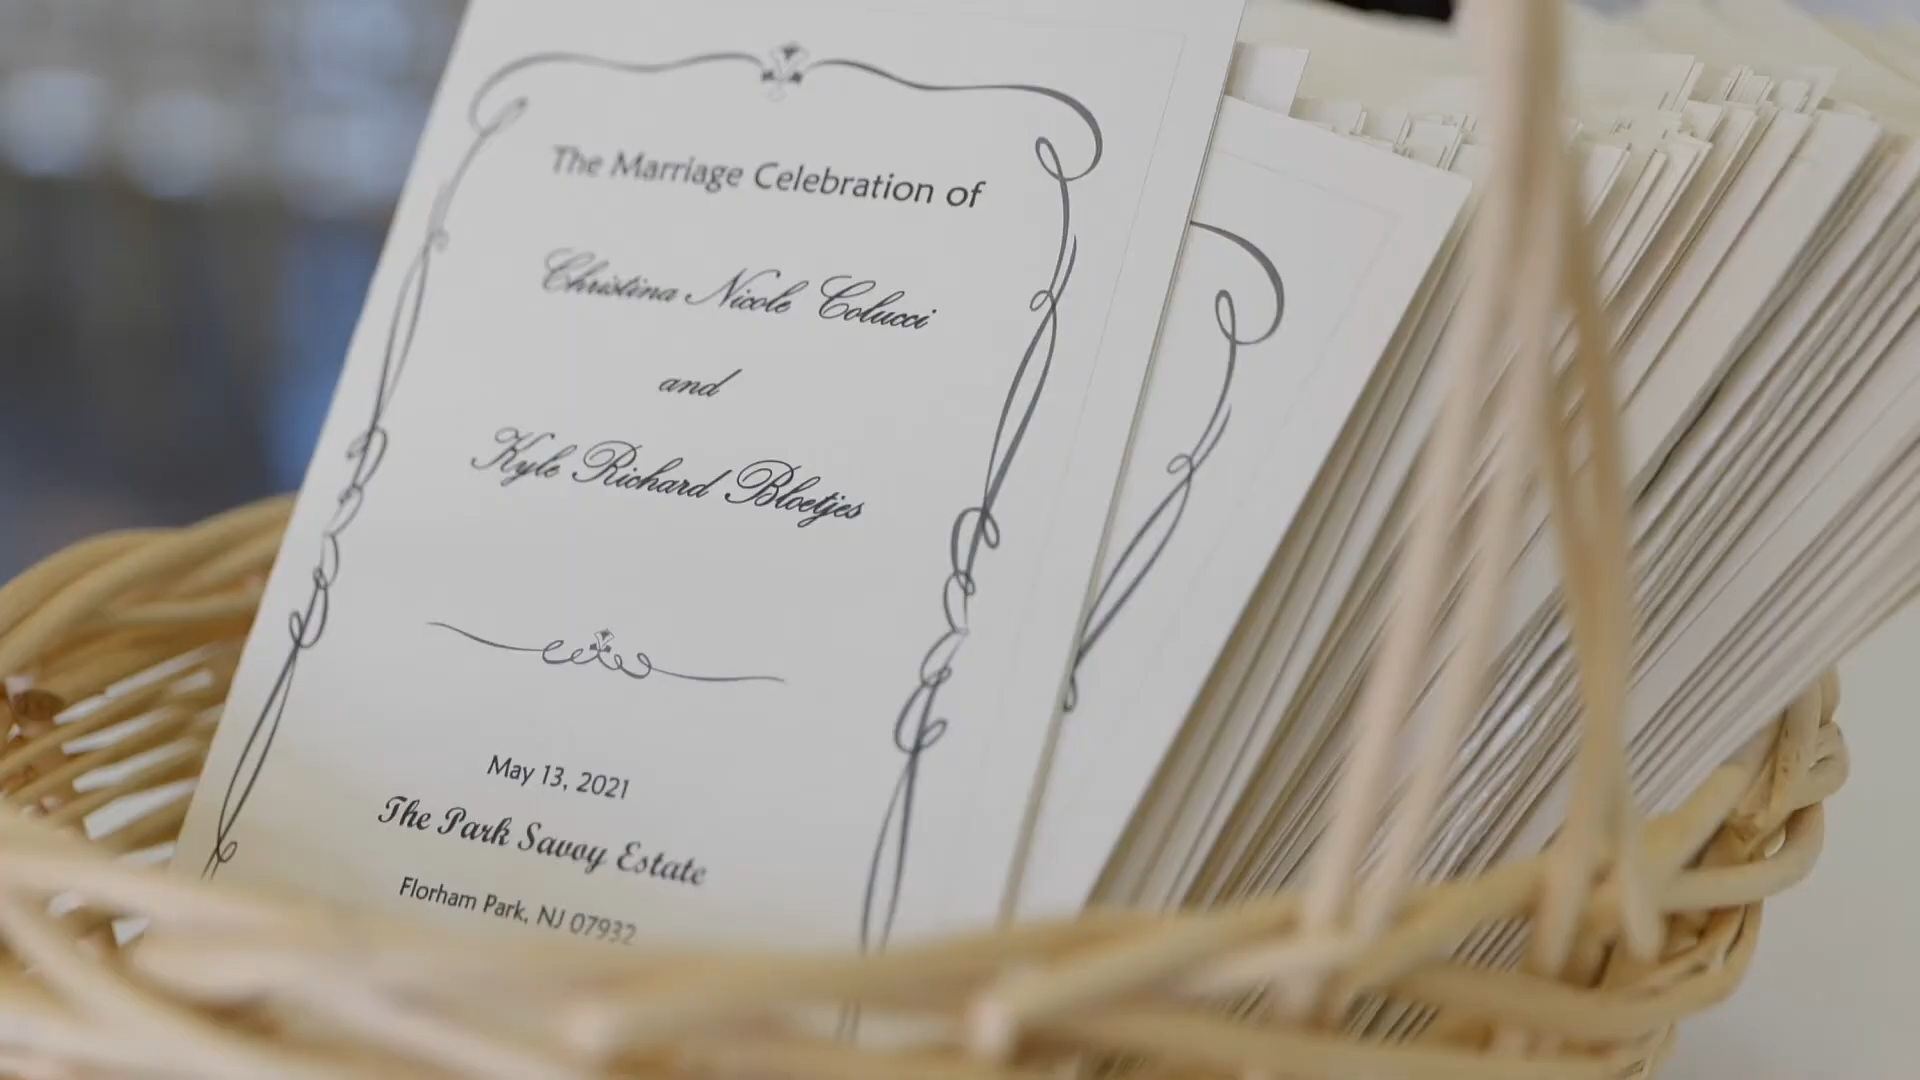 The Marriage Celebration of
Christina Nicole Colucci
and
Kyle Richard Bloetjes
May 13, 2021
The Park Savoy Estate
Florham Park, NJ 07932